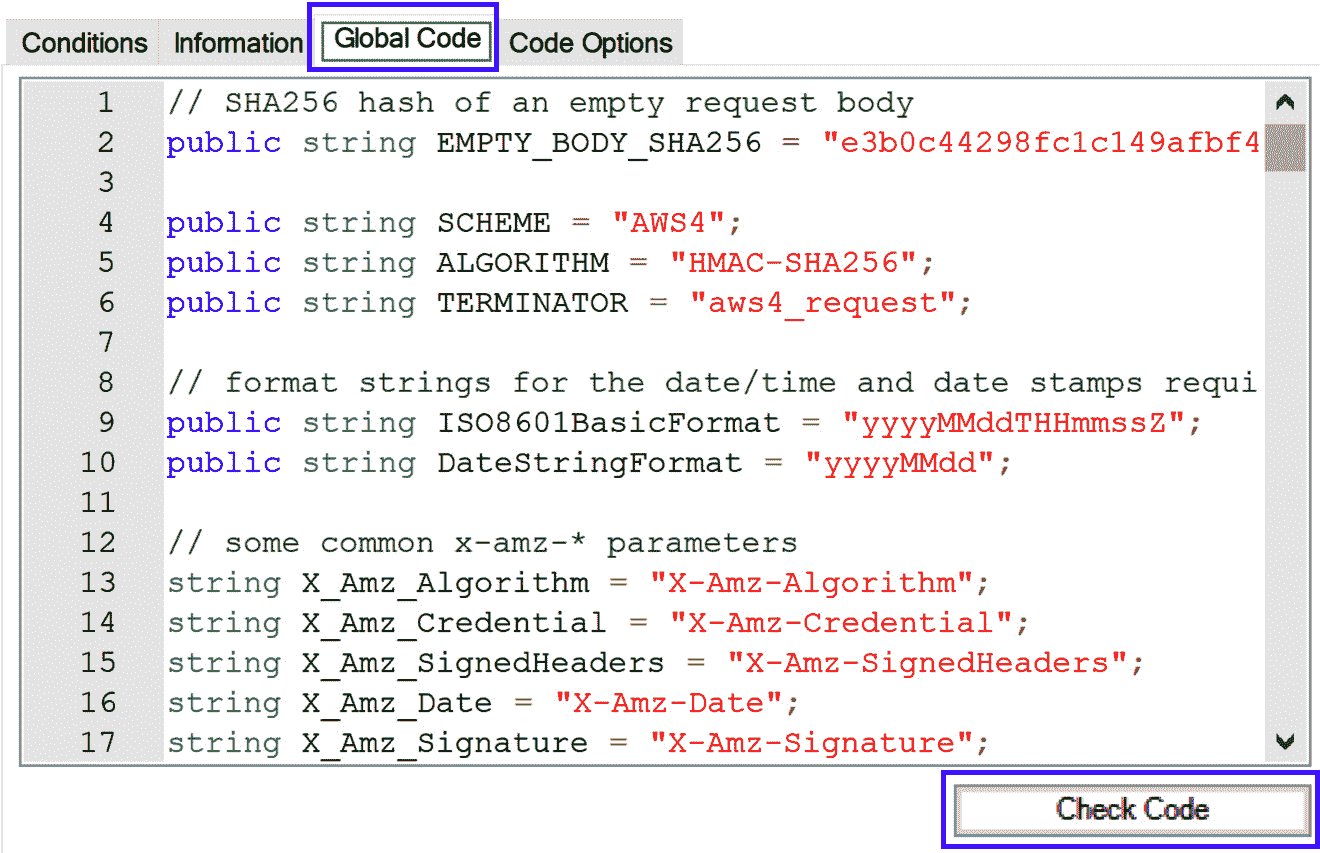 Conditions Information Global Code Code Options
1 // SHA256 hash of an empty request body
2 public string EMPTY_BODY_SHA256 = "e3b0c44298fc1c149afbf4
3
4 public string SCHEME = "AWS4";
5 public string ALGORITHM = "HMAC-SHA256";
6 public string TERMINATOR = "aws4_request";
7
8 // format strings for the date/time and date stamps requi
9 public string ISO8601BasicFormat = "yyyyMMddTHHmmssZ";
10 public string DateStringFormat = "yyyyMMdd";
11
12 // some common x-amz-* parameters
13 string X_Amz_Algorithm = "X-Amz-Algorithm";
14 string X_Amz_Credential = "X-Amz-Credential";
15 string X_Amz_SignedHeaders = "X-Amz-SignedHeaders";
16 string X_Amz_Date = "X-Amz-Date";
17 string X_Amz_Signature = "X-Amz-Signature";
Check Code